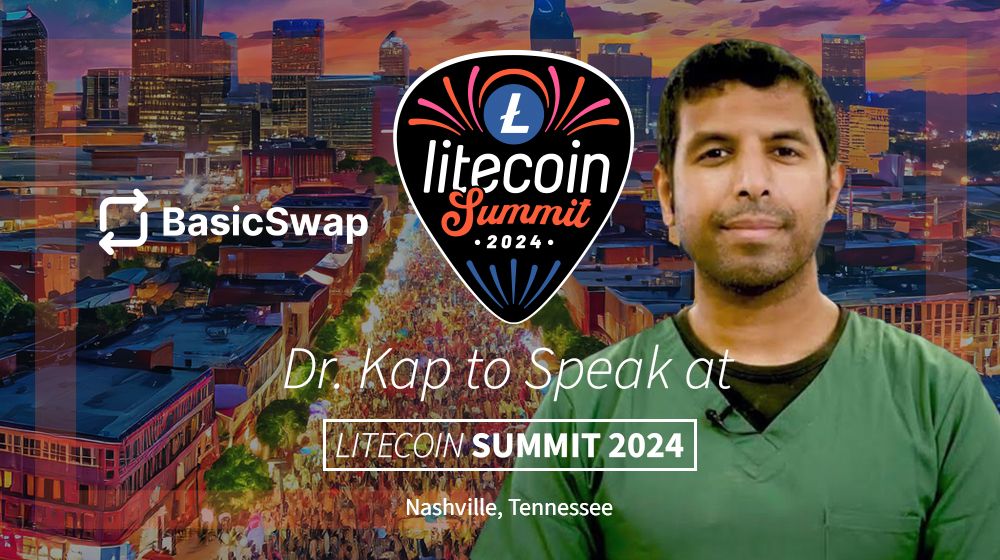 Ł
litecoin
Summit
• 2024 •
BasicSwap
Dr. Kap to Speak at
LITECOIN SUMMIT 2024
Nashville, Tennessee